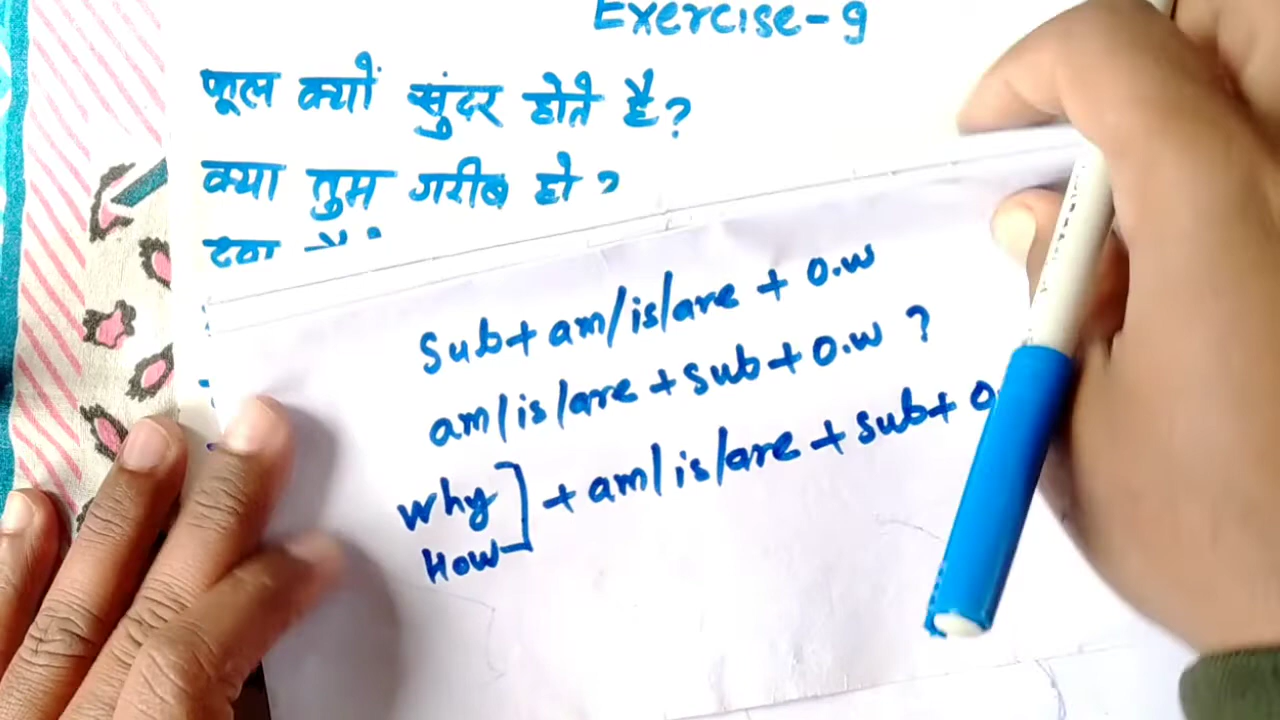 Exercise-9
फूल क्यों सुंदर होते है?
क्या तुम गरीब हो ?
Sub + am/is/are + O.W
am/is/are + sub + O.W ?
Why
How ] + am/is/are + sub + O